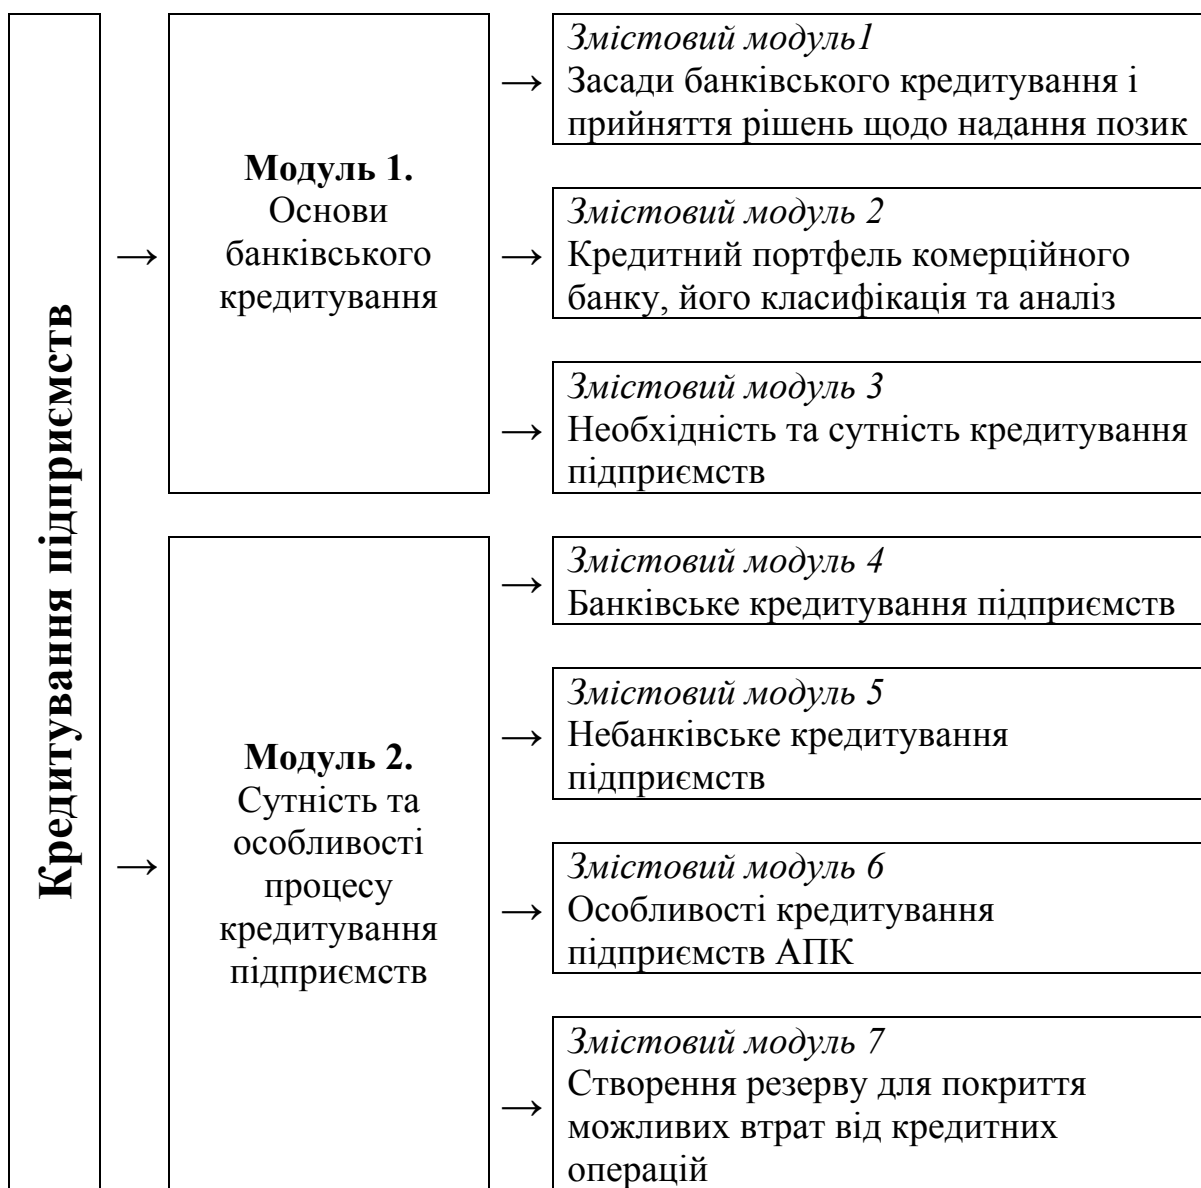 Кредитування підприємств
Модуль 1.
Основи
банківського
кредитування
Змістовий модуль1
Засади банківського кредитування і
прийняття рішень щодо надання позик
Змістовий модуль 2
Кредитний портфель комерційного
банку, його класифікація та аналіз
Змістовий модуль 3
Необхідність та сутність кредитування
підприємств
Модуль 2.
Сутність та
особливості
процесу
кредитування
підприємств
Змістовий модуль 4
Банківське кредитування підприємств
Змістовий модуль 5
Небанківське кредитування
підприємств
Змістовий модуль 6
Особливості кредитування
підприємств АПК
Змістовий модуль 7
Створення резерву для покриття
можливих втрат від кредитних
операцій